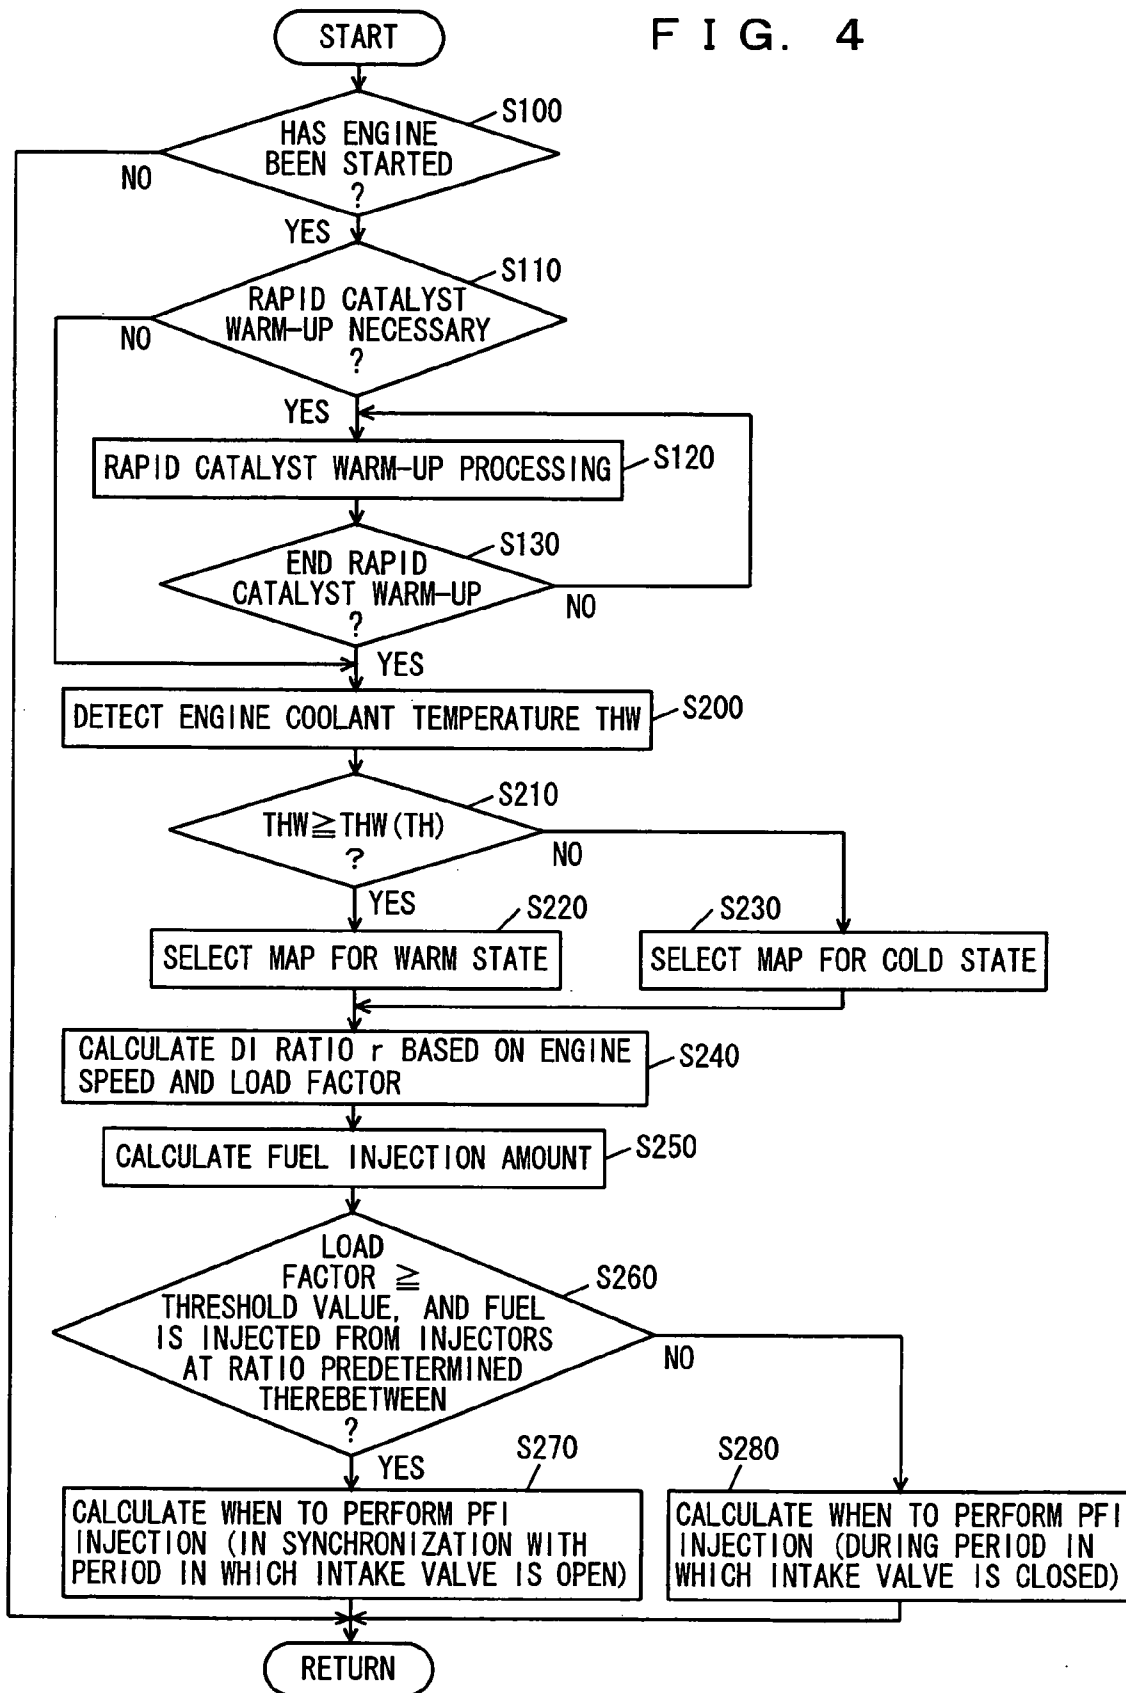 FIG. 4
START
S100
HAS ENGINE
BEEN STARTED
?
NO
YES
S110
RAPID CATALYST
WARM-UP NECESSARY
?
NO
YES
RAPID CATALYST WARM-UP PROCESSING
S120
S130
END RAPID
CATALYST WARM-UP
?
NO
YES
DETECT ENGINE COOLANT TEMPERATURE THW
S200
S210
THW≧THW(TH)
?
NO
YES
S220
S230
SELECT MAP FOR WARM STATE
SELECT MAP FOR COLD STATE
CALCULATE DI RATIO r BASED ON ENGINE
SPEED AND LOAD FACTOR
S240
CALCULATE FUEL INJECTION AMOUNT
S250
LOAD
FACTOR ≧
THRESHOLD VALUE, AND FUEL
IS INJECTED FROM INJECTORS
AT RATIO PREDETERMINED
THEREBETWEEN
?
S260
NO
YES
S270
S280
CALCULATE WHEN TO PERFORM PFI
INJECTION (IN SYNCHRONIZATION WITH
PERIOD IN WHICH INTAKE VALVE IS OPEN)
CALCULATE WHEN TO PERFORM PFI
INJECTION (DURING PERIOD IN
WHICH INTAKE VALVE IS CLOSED)
RETURN